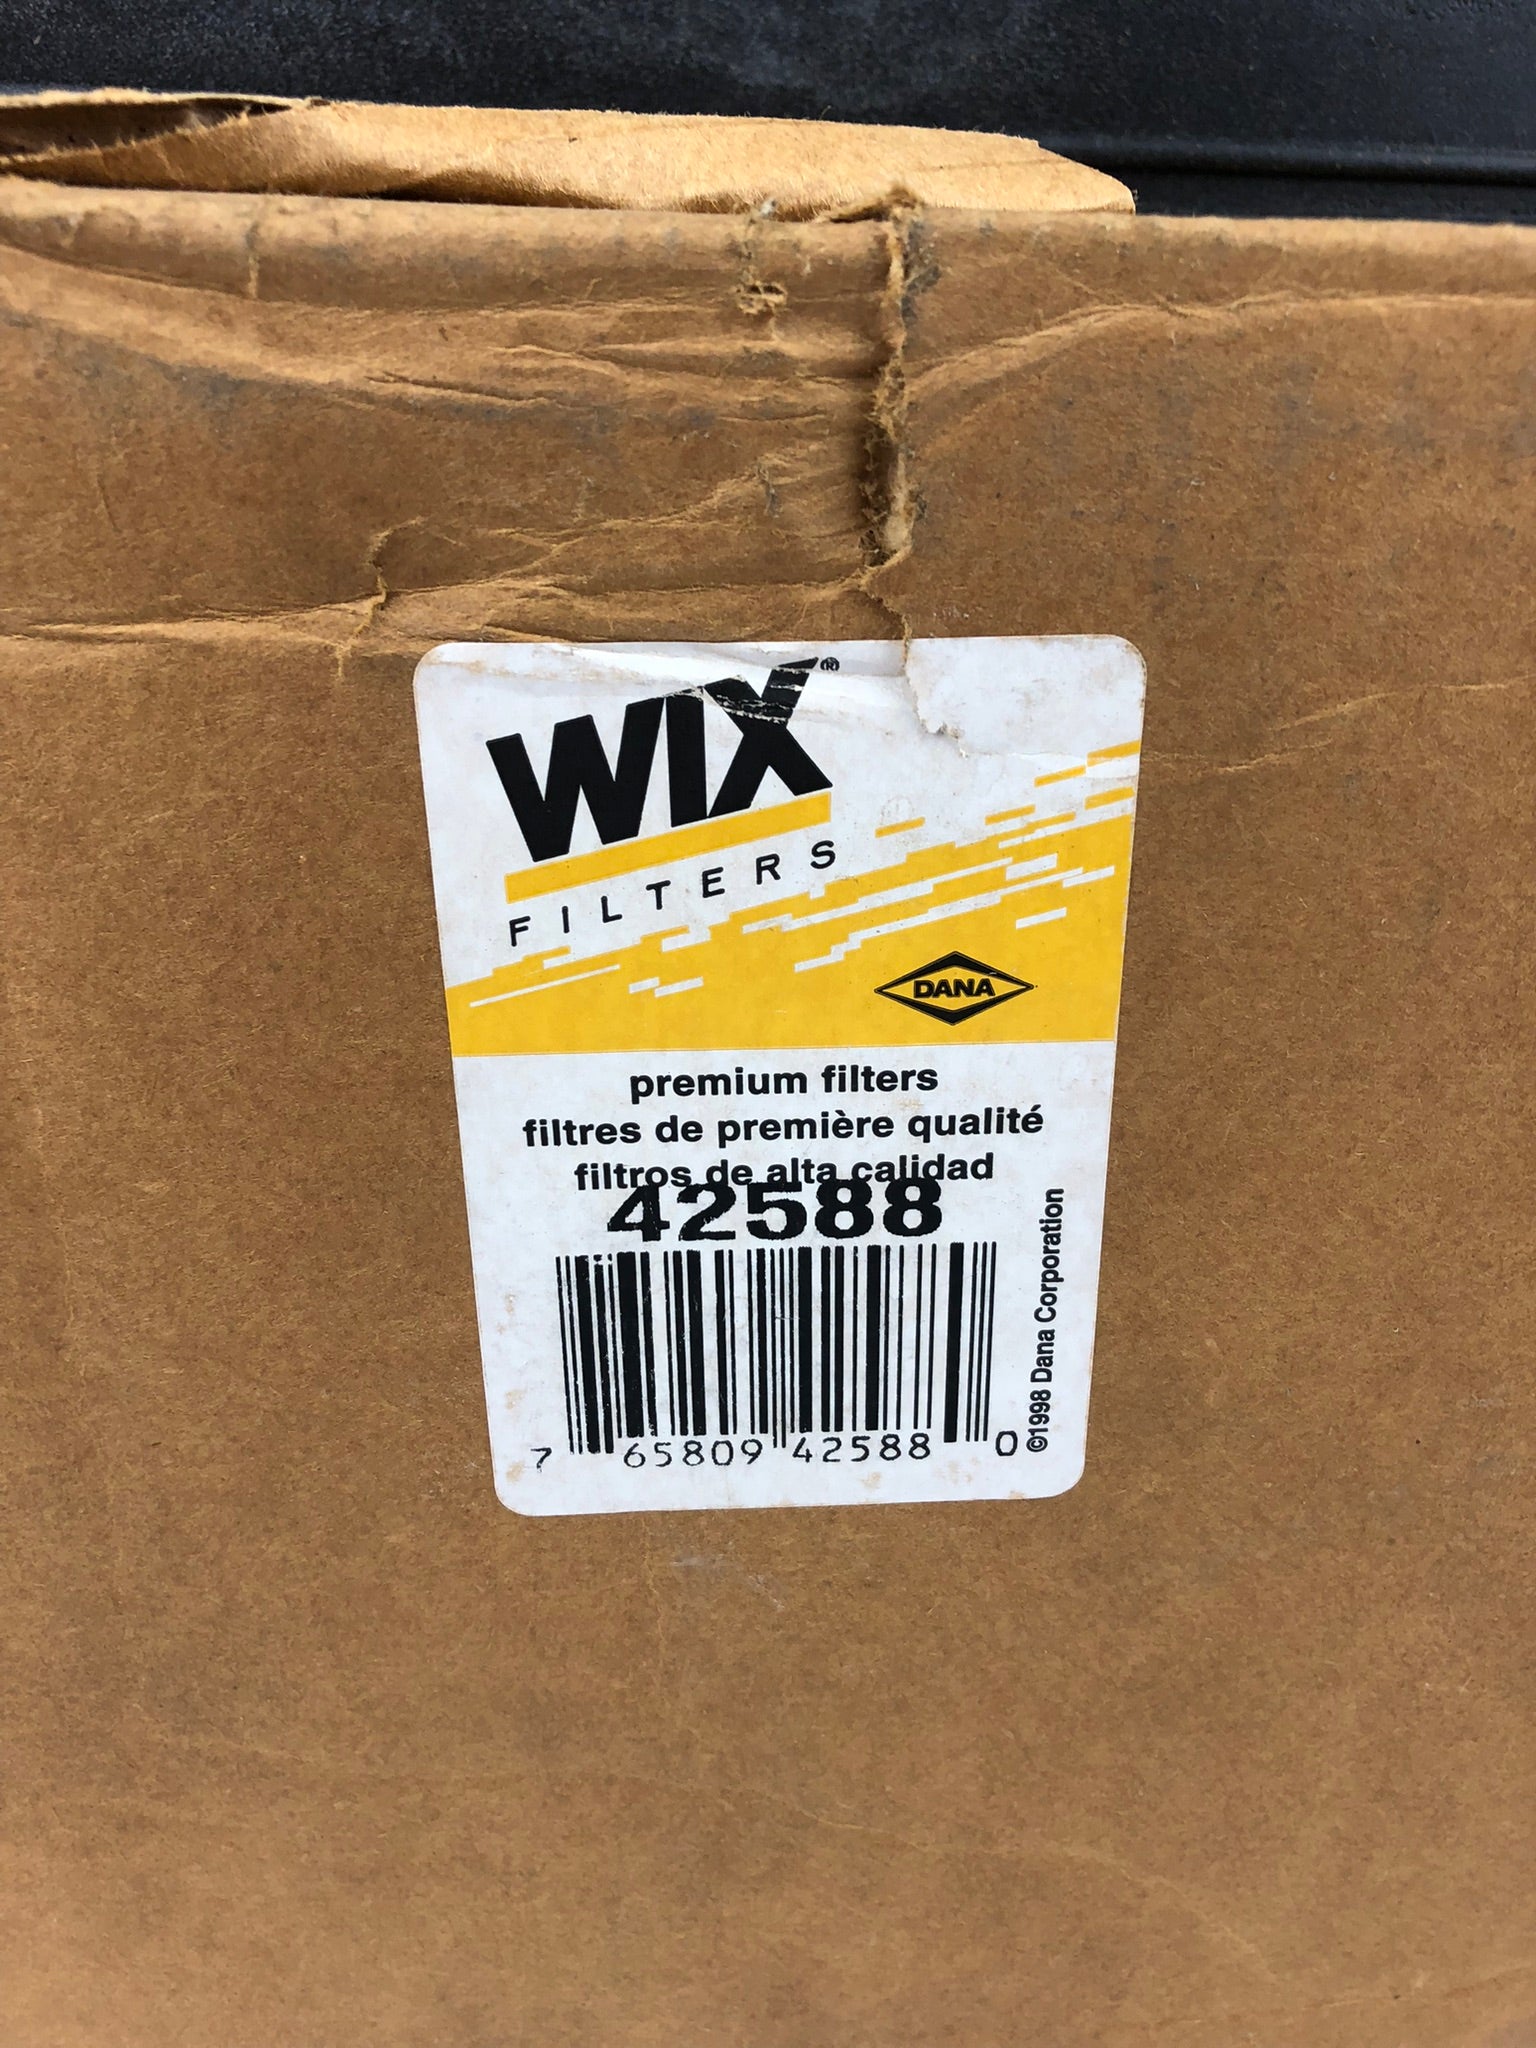 WIX®
FILTERS
DANA
premium filters
filtres de première qualité
filtros de alta calidad
42588
7 65809 42588 0
©1998 Dana Corporation